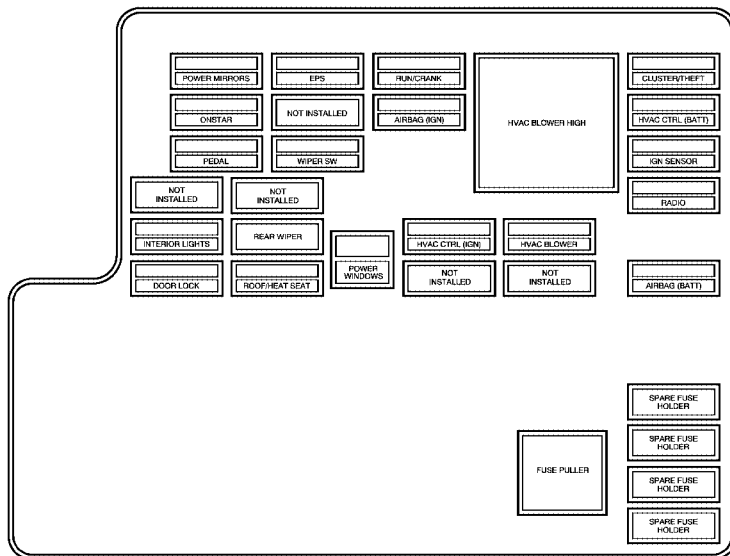 POWER MIRRORS
EPS
RUN/CRANK
HVAC BLOWER HIGH
CLUSTER/THEFT
ONSTAR
NOT INSTALLED
AIRBAG (IGN)
HVAC CTRL (BATT)
PEDAL
WIPER SW
IGN SENSOR
NOT
INSTALLED
NOT
INSTALLED
RADIO
INTERIOR LIGHTS
REAR WIPER
POWER
WINDOWS
HVAC CTRL (IGN)
HVAC BLOWER
DOOR LOCK
ROOF/HEAT SEAT
NOT
INSTALLED
NOT
INSTALLED
AIRBAG (BATT)
SPARE FUSE
HOLDER
SPARE FUSE
HOLDER
FUSE PULLER
SPARE FUSE
HOLDER
SPARE FUSE
HOLDER